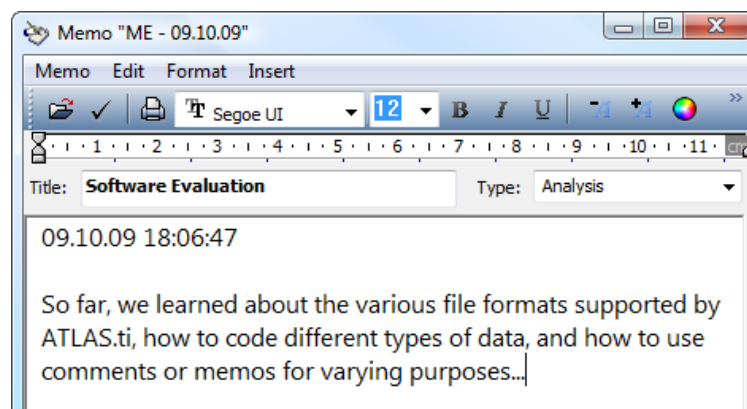 Memo "ME - 09.10.09"
Memo Edit Format Insert
Segoe UI 12 B I U A A »
1 2 3 4 5 6 7 8 9 10 11 cm
Title: Software Evaluation Type: Analysis
09.10.09 18:06:47
So far, we learned about the various file formats supported by
ATLAS.ti, how to code different types of data, and how to use
comments or memos for varying purposes...